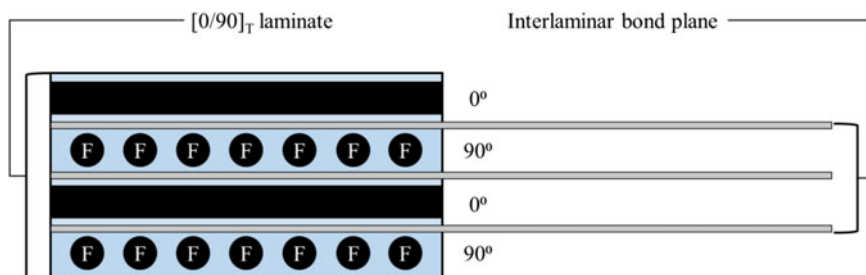 [0/90]T laminate
Interlaminar bond plane
0º
F F F F F F F
90º
0º
F F F F F F F
90º